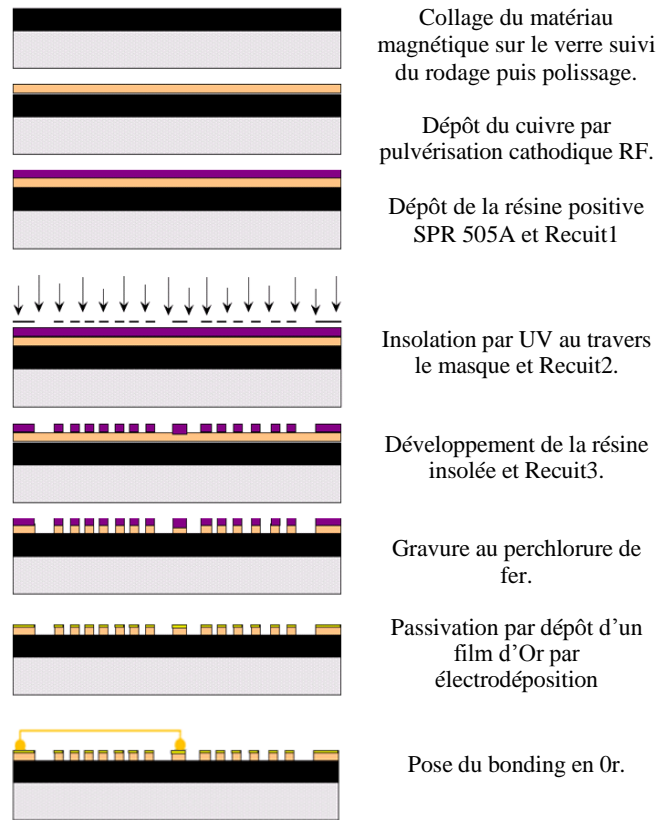 Collage du matériau
magnétique sur le verre suivi
du rodage puis polissage.
Dépôt du cuivre par
pulvérisation cathodique RF.
Dépôt de la résine positive
SPR 505A et Recuit1
Insolation par UV au travers
le masque et Recuit2.
Développement de la résine
insolée et Recuit3.
Gravure au perchlorure de
fer.
Passivation par dépôt d’un
film d’Or par
électrodéposition
Pose du bonding en 0r.